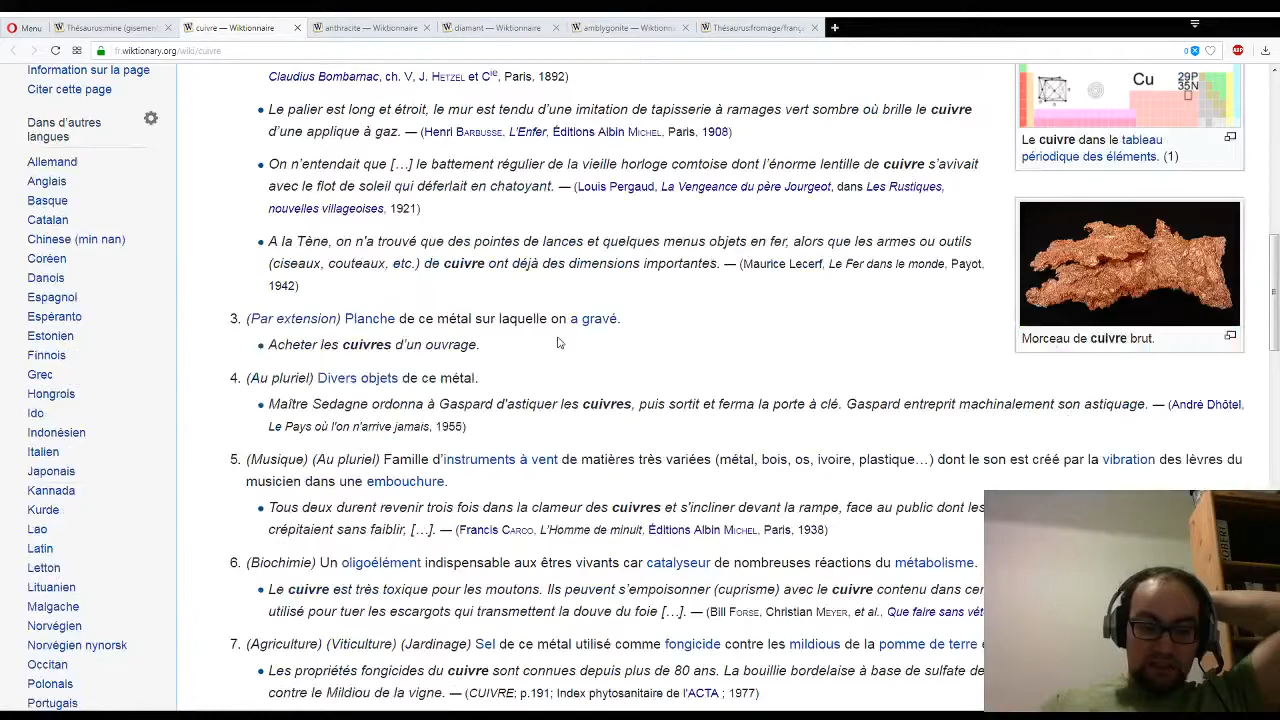 Menu
Thésaurus:mine (gisemen
cuivre — Wiktionnaire
anthracite — Wiktionnaire
diamant — Wiktionnaire
amblygonite — Wiktionn
Thésaurus:fromage/franç
fr.wiktionary.org/wiki/cuivre
0
ABP
Information sur la page
Citer cette page
Dans d’autres
langues
Allemand
Anglais
Basque
Catalan
Chinese (min nan)
Coréen
Danois
Espagnol
Espéranto
Estonien
Finnois
Grec
Hongrois
Ido
Indonésien
Italien
Japonais
Kannada
Kurde
Lao
Latin
Letton
Lituanien
Malgache
Norvégien
Norvégien nynorsk
Occitan
Polonais
Portugais
Claudius Bombarnac, ch. V, J. Hetzel et Cie, Paris, 1892)
• Le palier est long et étroit, le mur est tendu d’une imitation de tapisserie à ramages vert sombre où brille le cuivre
d’une applique à gaz. — (Henri Barbusse, L’Enfer, Éditions Albin Michel, Paris, 1908)
• On n’entendait que […] le battement régulier de la vieille horloge comtoise dont l’énorme lentille de cuivre s’avivait
avec le flot de soleil qui déferlait en chatoyant. — (Louis Pergaud, La Vengeance du père Jourgeot, dans Les Rustiques,
nouvelles villageoises, 1921)
• A la Tène, on n'a trouvé que des pointes de lances et quelques menus objets en fer, alors que les armes ou outils
(ciseaux, couteaux, etc.) de cuivre ont déjà des dimensions importantes. — (Maurice Lecerf, Le Fer dans le monde, Payot,
1942)
3. (Par extension) Planche de ce métal sur laquelle on a gravé.
• Acheter les cuivres d’un ouvrage.
4. (Au pluriel) Divers objets de ce métal.
• Maître Sedagne ordonna à Gaspard d'astiquer les cuivres, puis sortit et ferma la porte à clé. Gaspard entreprit machinalement son astiquage. — (André Dhôtel,
Le Pays où l'on n'arrive jamais, 1955)
5. (Musique) (Au pluriel) Famille d’instruments à vent de matières très variées (métal, bois, os, ivoire, plastique…) dont le son est créé par la vibration des lèvres du
musicien dans une embouchure.
• Tous deux durent revenir trois fois dans la clameur des cuivres et s'incliner devant la rampe, face au public dont les
crépitaient sans faiblir, […]. — (Francis Carco, L'Homme de minuit, Éditions Albin Michel, Paris, 1938)
6. (Biochimie) Un oligoélément indispensable aux êtres vivants car catalyseur de nombreuses réactions du métabolisme.
• Le cuivre est très toxique pour les moutons. Ils peuvent s’empoisonner (cuprisme) avec le cuivre contenu dans cer
utilisé pour tuer les escargots qui transmettent la douve du foie […]. — (Bill Forse, Christian Meyer, et al., Que faire sans vét
7. (Agriculture) (Viticulture) (Jardinage) Sel de ce métal utilisé comme fongicide contre les mildious de la pomme de terre e
• Les propriétés fongicides du cuivre sont connues depuis plus de 80 ans. La bouillie bordelaise à base de sulfate de
contre le Mildiou de la vigne. — (CUIVRE; p.191; Index phytosanitaire de l'ACTA ; 1977)
Cu
29P
35N
Le cuivre dans le tableau
périodique des éléments. (1)
Morceau de cuivre brut.